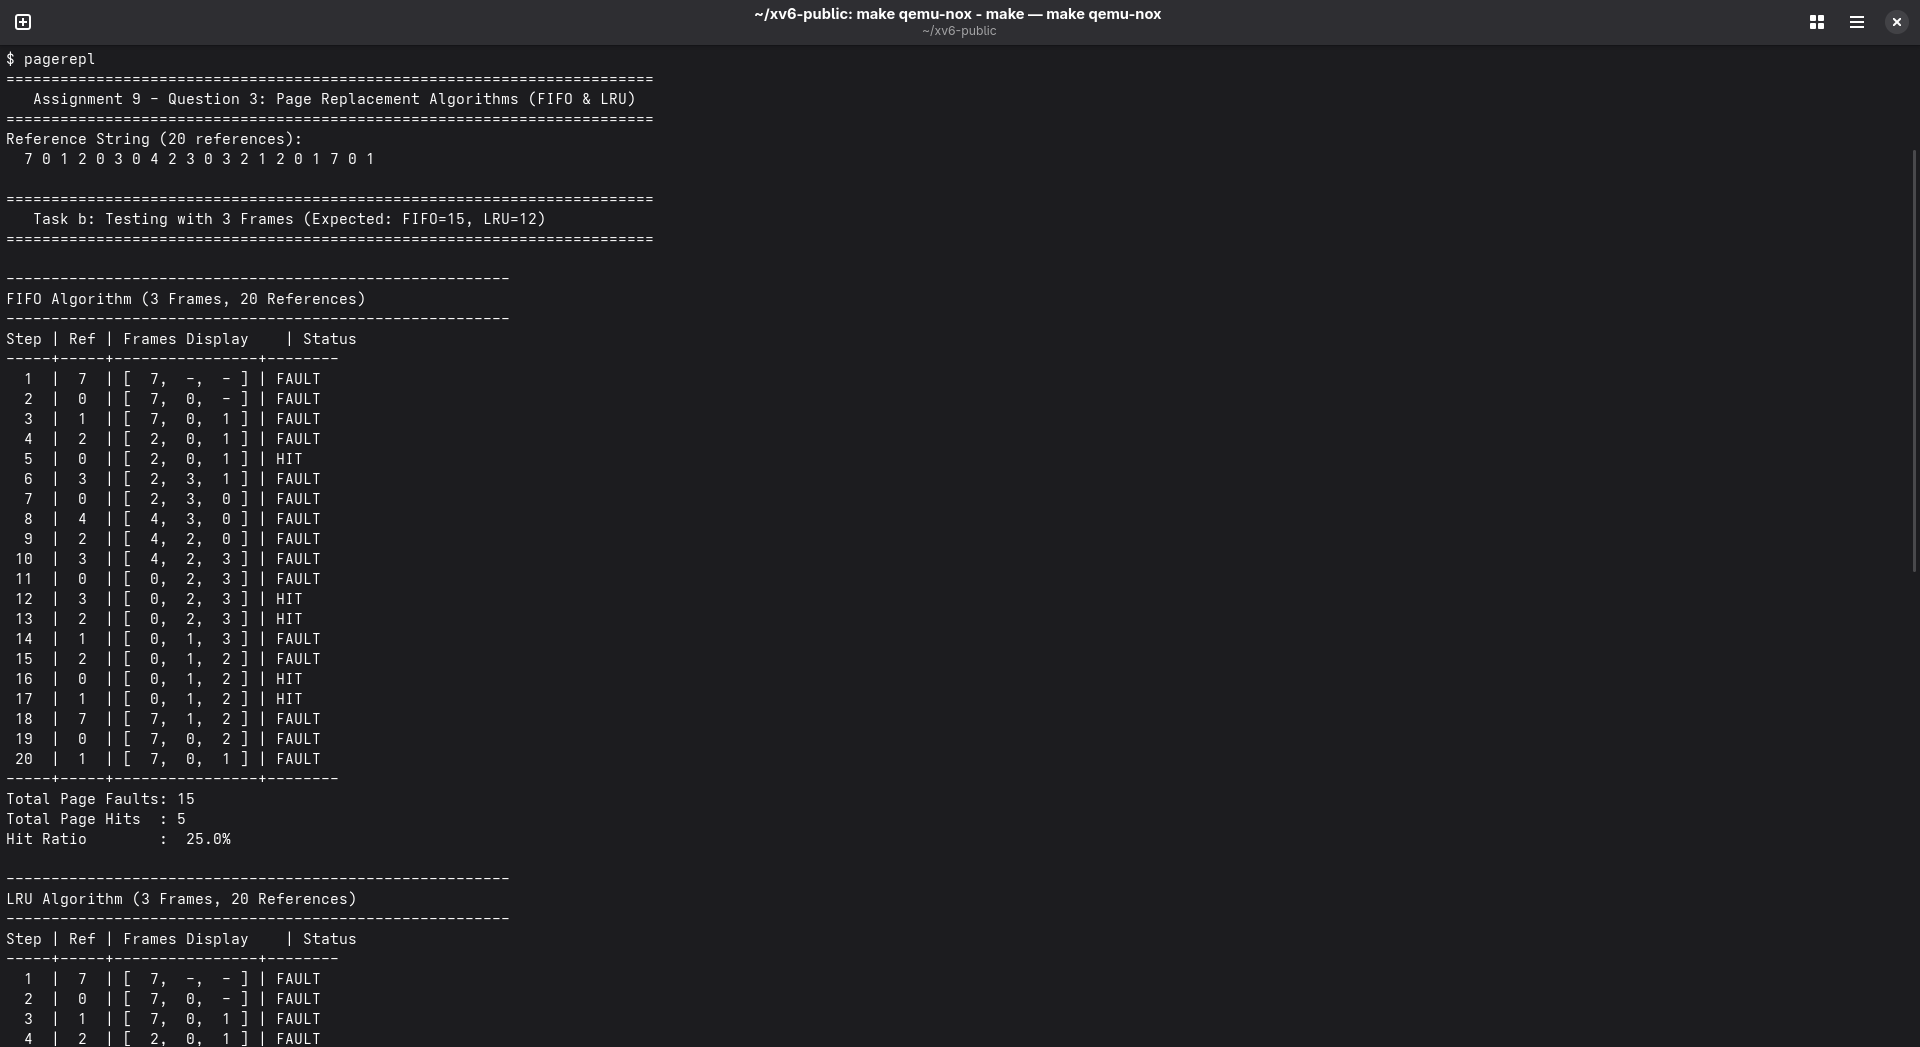 ~/xv6-public: make qemu-nox - make — make qemu-nox
~/xv6-public
$ pagerepl
========================================================================
   Assignment 9 - Question 3: Page Replacement Algorithms (FIFO & LRU)
========================================================================
Reference String (20 references):
  7 0 1 2 0 3 0 4 2 3 0 3 2 1 2 0 1 7 0 1

========================================================================
   Task b: Testing with 3 Frames (Expected: FIFO=15, LRU=12)
========================================================================

--------------------------------------------------------
FIFO Algorithm (3 Frames, 20 References)
--------------------------------------------------------
Step | Ref | Frames Display    | Status
-----+-----+----------------+--------
  1  |  7  | [  7,  -,  - ] | FAULT
  2  |  0  | [  7,  0,  - ] | FAULT
  3  |  1  | [  7,  0,  1 ] | FAULT
  4  |  2  | [  2,  0,  1 ] | FAULT
  5  |  0  | [  2,  0,  1 ] | HIT
  6  |  3  | [  2,  3,  1 ] | FAULT
  7  |  0  | [  2,  3,  0 ] | FAULT
  8  |  4  | [  4,  3,  0 ] | FAULT
  9  |  2  | [  4,  2,  0 ] | FAULT
 10  |  3  | [  4,  2,  3 ] | FAULT
 11  |  0  | [  0,  2,  3 ] | FAULT
 12  |  3  | [  0,  2,  3 ] | HIT
 13  |  2  | [  0,  2,  3 ] | HIT
 14  |  1  | [  0,  1,  3 ] | FAULT
 15  |  2  | [  0,  1,  2 ] | FAULT
 16  |  0  | [  0,  1,  2 ] | HIT
 17  |  1  | [  0,  1,  2 ] | HIT
 18  |  7  | [  7,  1,  2 ] | FAULT
 19  |  0  | [  7,  0,  2 ] | FAULT
 20  |  1  | [  7,  0,  1 ] | FAULT
-----+-----+----------------+--------
Total Page Faults: 15
Total Page Hits  : 5
Hit Ratio        :  25.0%

--------------------------------------------------------
LRU Algorithm (3 Frames, 20 References)
--------------------------------------------------------
Step | Ref | Frames Display    | Status
-----+-----+----------------+--------
  1  |  7  | [  7,  -,  - ] | FAULT
  2  |  0  | [  7,  0,  - ] | FAULT
  3  |  1  | [  7,  0,  1 ] | FAULT
  4  |  2  | [  2,  0,  1 ] | FAULT